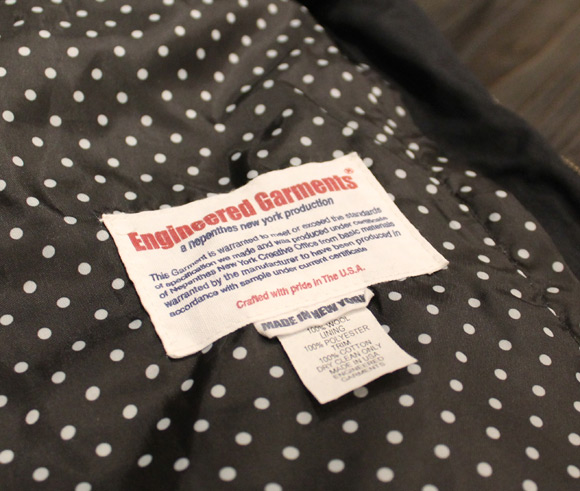 Engineered Garments®
a nepenthes new york production
This Garment is warranted to meet or exceed the standards
of specification we made and was produced under certificate
of Nepenthes New York Creative Office from basic materials
warranted by the manufacturer to have been produced in
accordance with sample under current certificate
Crafted with pride in The U.S.A.
MADE IN NEW YORK
100% WOOL
LINING
100% POLYESTER
TRIM
100% COTTON
DRY CLEAN ONLY
MADE IN USA
ENGINEERED
GARMENTS